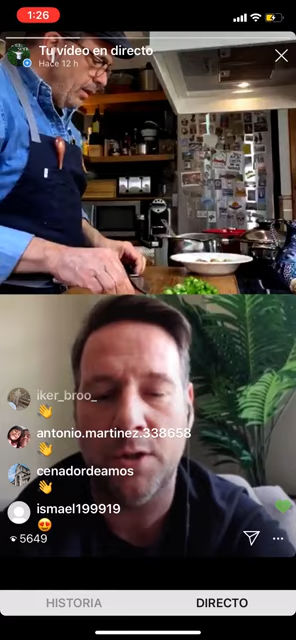 1:26
Tu vídeo en directo
Hace 12 h
iker_broo_
antonio.martinez.338658
cenadordeamos
ismael199919
5649
HISTORIA
DIRECTO